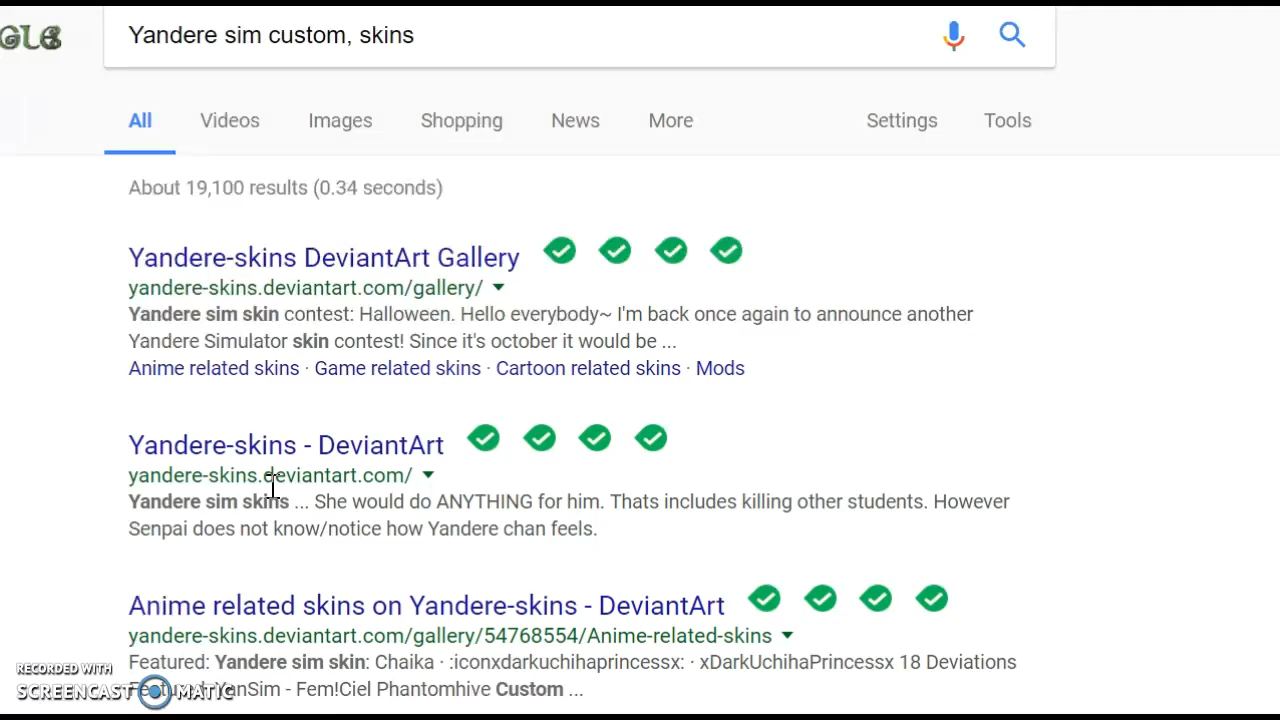 GLE
Yandere sim custom, skins
All Videos Images Shopping News More Settings Tools
About 19,100 results (0.34 seconds)
Yandere-skins DeviantArt Gallery
yandere-skins.deviantart.com/gallery/
Yandere sim skin contest: Halloween. Hello everybody~ I'm back once again to announce another
Yandere Simulator skin contest! Since it's october it would be ...
Anime related skins · Game related skins · Cartoon related skins · Mods
Yandere-skins - DeviantArt
yandere-skins.deviantart.com/
Yandere sim skins ... She would do ANYTHING for him. Thats includes killing other students. However
Senpai does not know/notice how Yandere chan feels.
Anime related skins on Yandere-skins - DeviantArt
yandere-skins.deviantart.com/gallery/54768554/Anime-related-skins
Featured: Yandere sim skin: Chaika · :iconxdarkuchihaprincessx: · xDarkUchihaPrincessx 18 Deviations
YanSim - Fem!Ciel Phantomhive Custom ...
RECORDED WITH
SCREENCAST MATIC